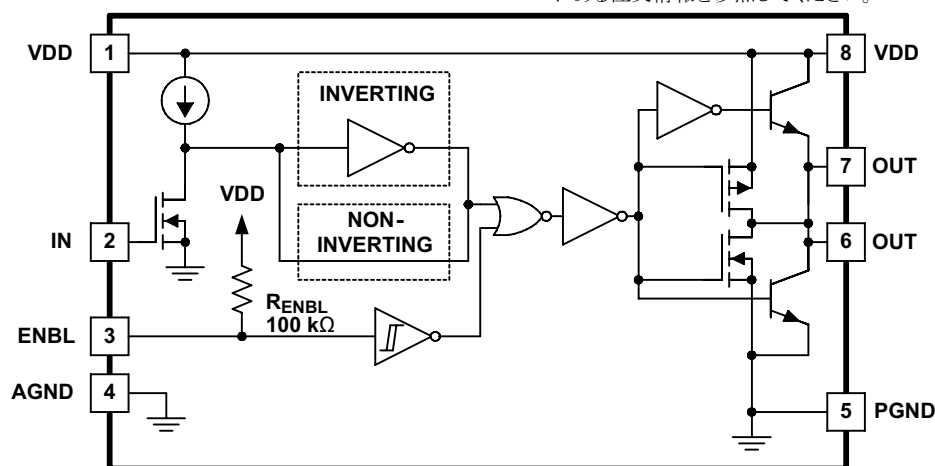 VDD
1
8
VDD
INVERTING
7
OUT
VDD
NON-
INVERTING
IN
2
6
OUT
RENBL
100 kΩ
ENBL
3
AGND
4
5
PGND